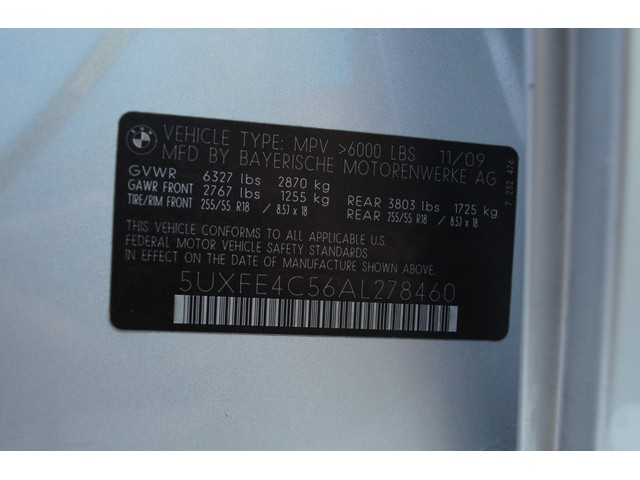 VEHICLE TYPE: MPV >6000 LBS 11/09
MFD BY BAYERISCHE MOTORENWERKE AG
GVWR 6327 lbs 2870 kg
GAWR FRONT 2767 lbs 1255 kg REAR 3803 lbs 1725 kg
TIRE/RIM FRONT 255/55 R18 / 8.5J x 18 REAR 255/55 R18 / 8.5J x 18
THIS VEHICLE CONFORMS TO ALL APPLICABLE U.S.
FEDERAL MOTOR VEHICLE SAFETY STANDARDS
IN EFFECT ON THE DATE OF MANUFACTURE SHOWN ABOVE.
5UXFE4C56AL278460
7 232 476